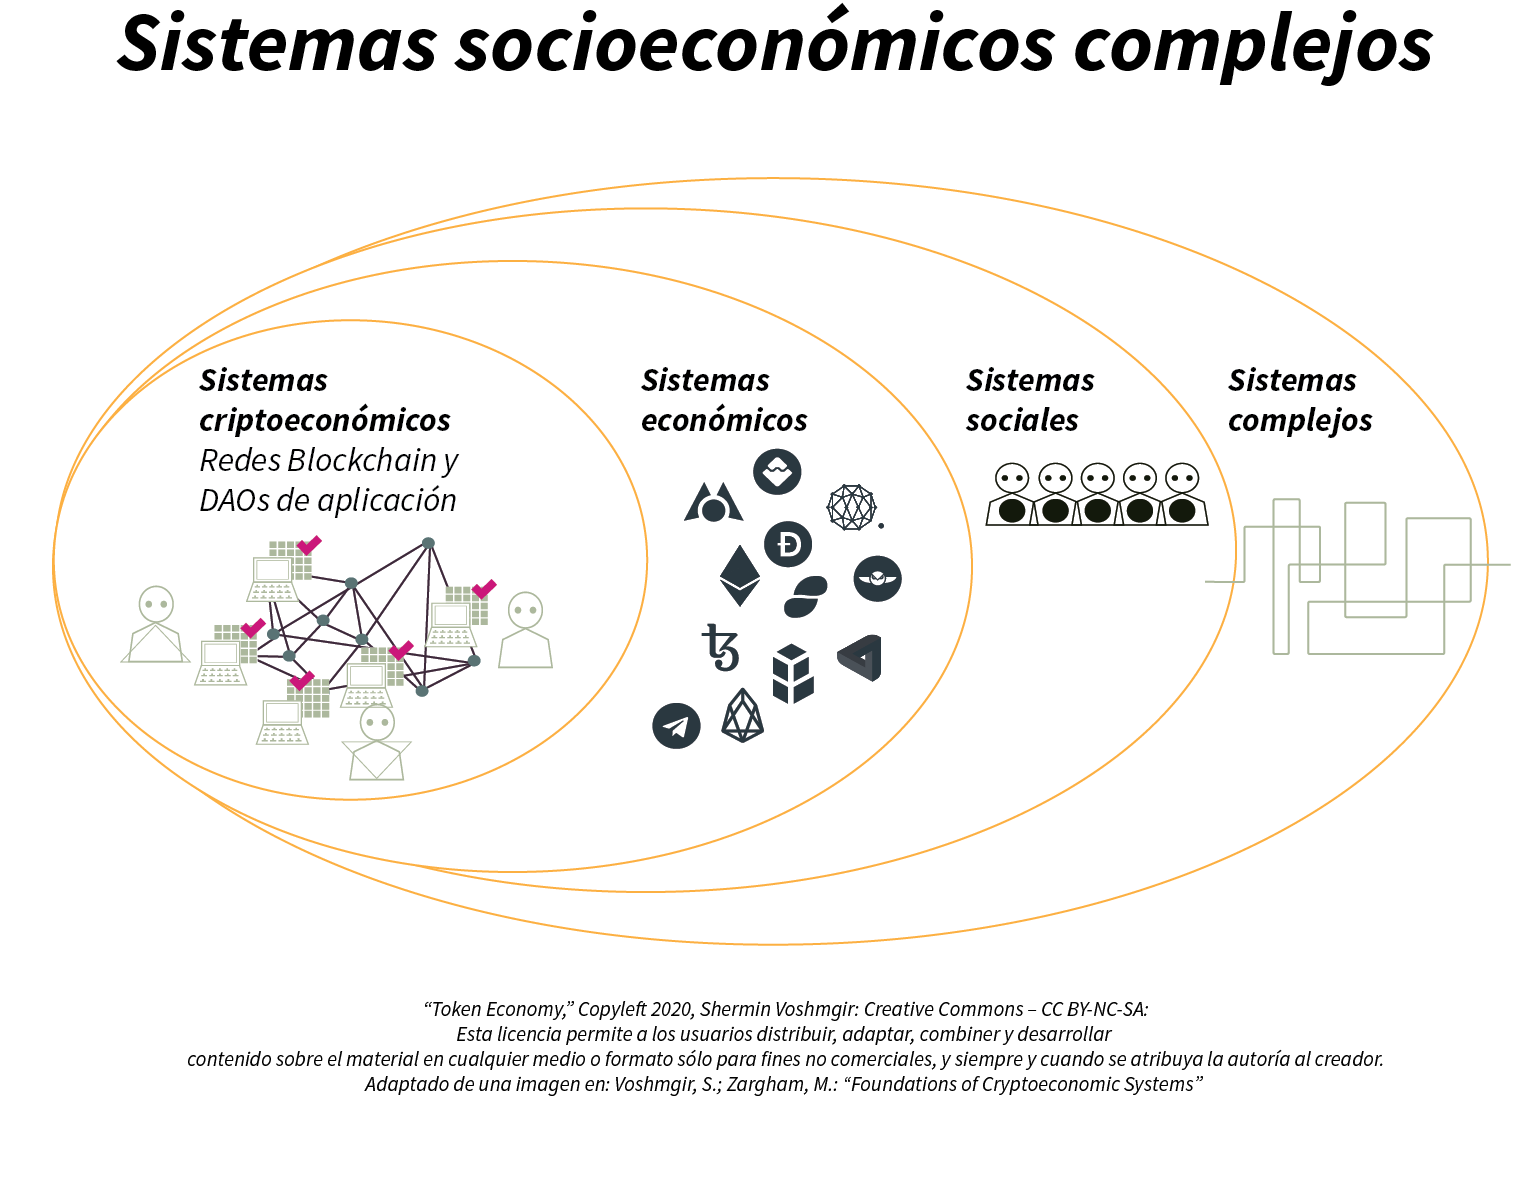 Sistemas socioeconómicos complejos
Sistemas
criptoeconómicos
Redes Blockchain y
DAOs de aplicación
Sistemas
económicos
Sistemas
sociales
Sistemas
complejos
“Token Economy,” Copyleft 2020, Shermin Voshmgir: Creative Commons – CC BY-NC-SA:
Esta licencia permite a los usuarios distribuir, adaptar, combiner y desarrollar
contenido sobre el material en cualquier medio o formato sólo para fines no comerciales, y siempre y cuando se atribuya la autoría al creador.
Adaptado de una imagen en: Voshmgir, S.; Zargham, M.: “Foundations of Cryptoeconomic Systems”